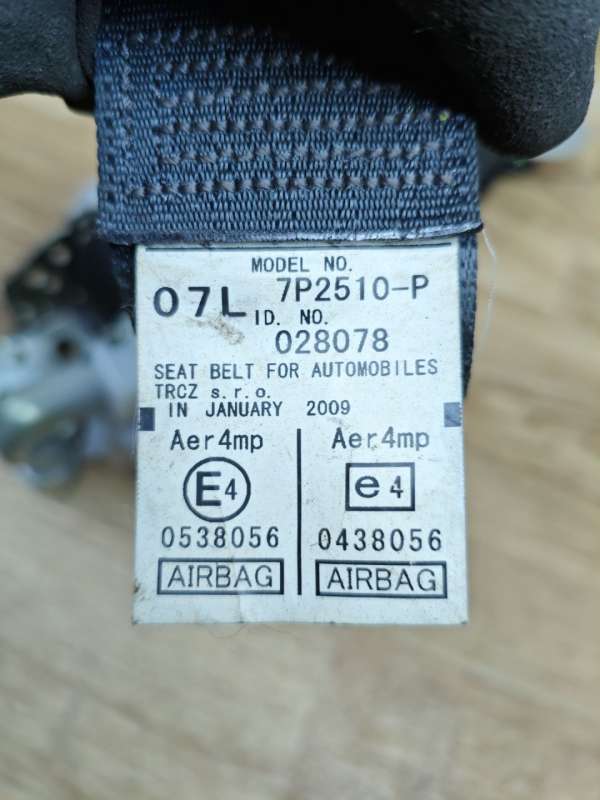 MODEL NO.
07L 7P2510-P
ID. NO.
028078
SEAT BELT FOR AUTOMOBILES
TRCZ s.r.o.
IN JANUARY 2009
Aer4mp Aer4mp
E4 e4
0538056 0438056
AIRBAG AIRBAG